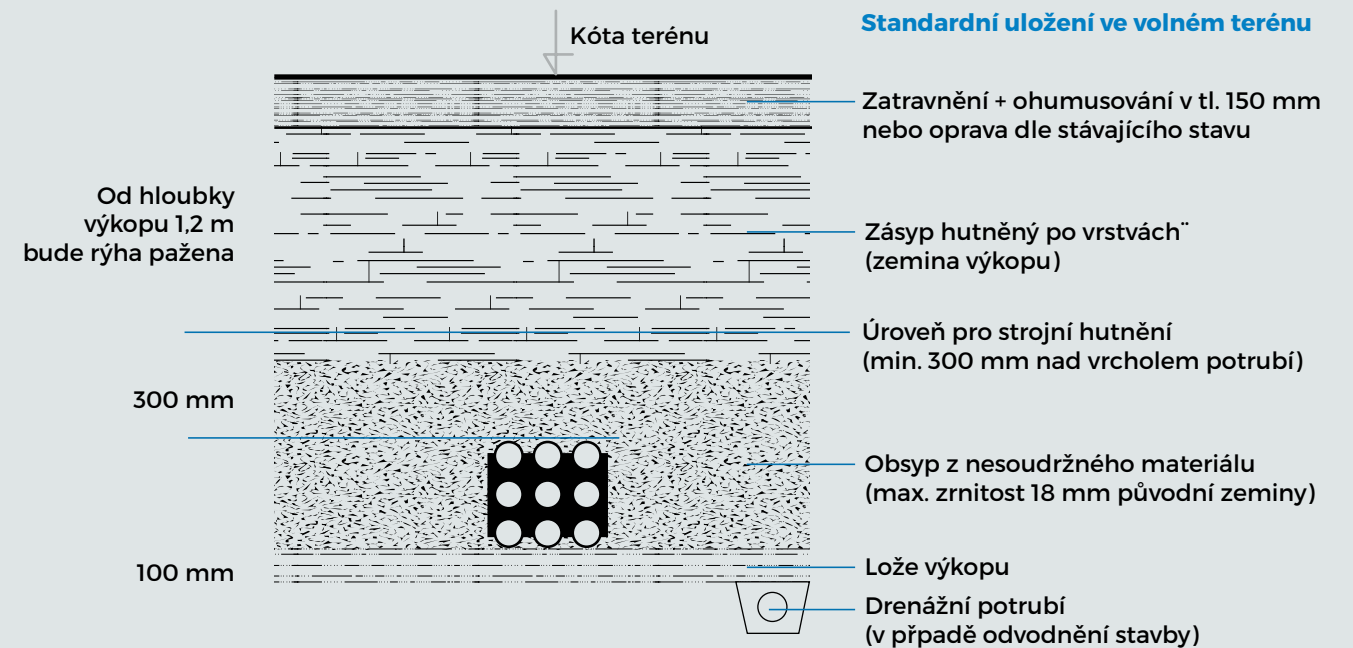 Standardní uložení ve volném terénu
Kóta terénu
Zatravnění + ohumusování v tl. 150 mm
nebo oprava dle stávajícího stavu
Od hloubky
výkopu 1,2 m
bude rýha pažena
Zásyp hutněný po vrstvách¨
(zemina výkopu)
Úroveň pro strojní hutnění
(min. 300 mm nad vrcholem potrubí)
300 mm
Obsyp z nesoudržného materiálu
(max. zrnitost 18 mm původní zeminy)
100 mm
Lože výkopu
Drenážní potrubí
(v přpadě odvodnění stavby)